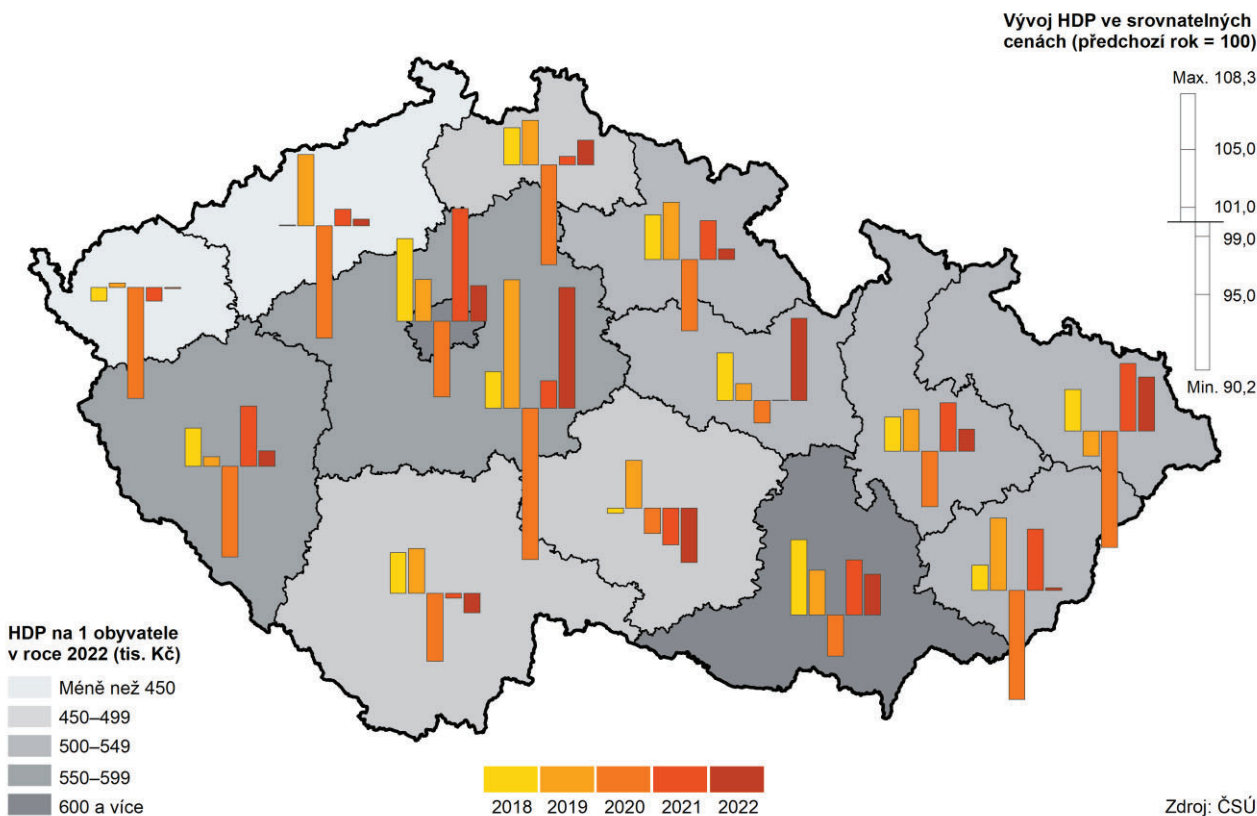 Vývoj HDP ve srovnatelných
cenách (předchozí rok = 100)
Max. 108,3
105,0
101,0
99,0
95,0
Min. 90,2
HDP na 1 obyvatele
v roce 2022 (tis. Kč)
Méně než 450
450–499
500–549
550–599
600 a více
2018 2019 2020 2021 2022
Zdroj: ČSÚ